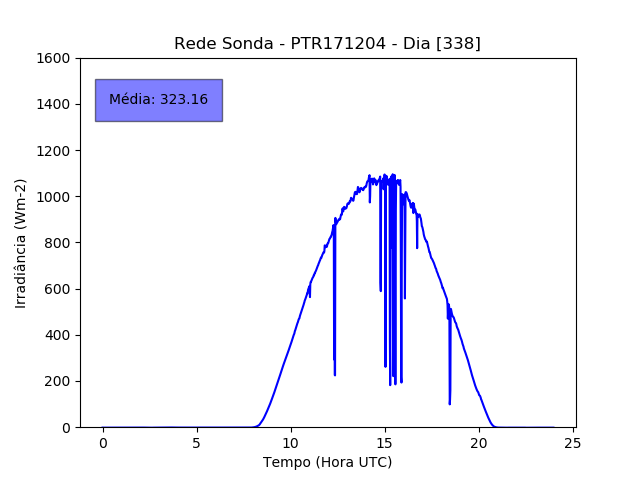 Rede Sonda - PTR171204 - Dia [338]
1600
1400
1200
1000
800
600
400
200
0
Média: 323.16
Irradiância (Wm-2)
0 5 10 15 20 25
Tempo (Hora UTC)